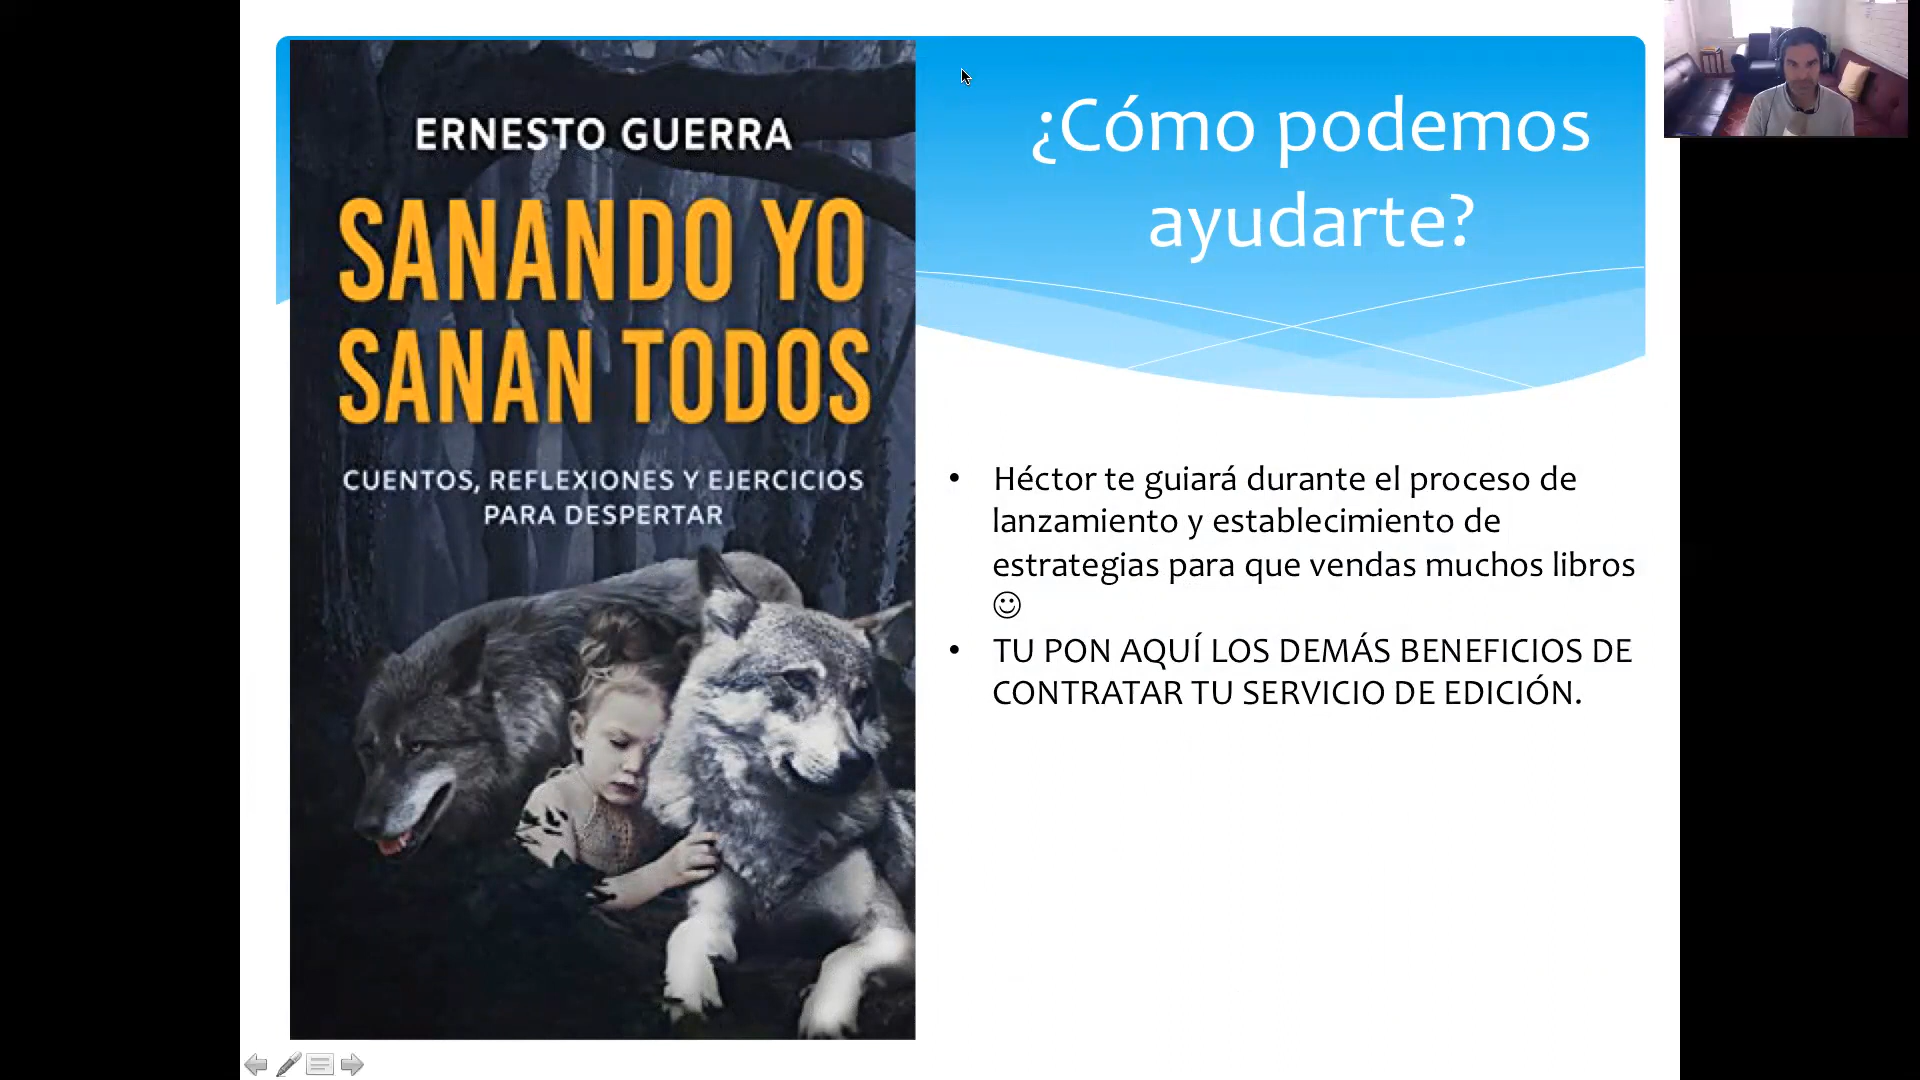 ERNESTO GUERRA
SANANDO YO
SANAN TODOS
CUENTOS, REFLEXIONES Y EJERCICIOS
PARA DESPERTAR
¿Cómo podemos
ayudarte?
• Héctor te guiará durante el proceso de
lanzamiento y establecimiento de
estrategias para que vendas muchos libros
☺
• TU PON AQUÍ LOS DEMÁS BENEFICIOS DE
CONTRATAR TU SERVICIO DE EDICIÓN.